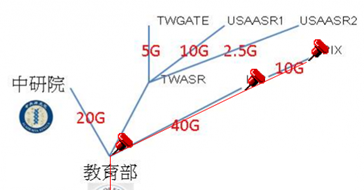 TWGATE USAASR1 USAASR2
5G 10G 2.5G
TWASR 10G IX
中研院
20G 40G
教育部